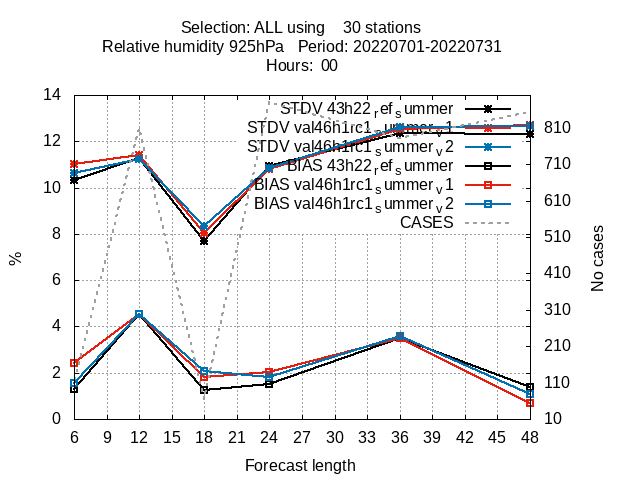 Selection: ALL using    30 stations
Relative humidity 925hPa   Period: 20220701-20220731
Hours:  00
14
12
10
8
6
4
2
0
%
STDV 43h22_ref_summer
STDV val46h1rc1_summer_v1
STDV val46h1rc1_summer_v2
BIAS 43h22_ref_summer
BIAS val46h1rc1_summer_v1
BIAS val46h1rc1_summer_v2
CASES
810
710
610
510
410
310
210
110
10
No cases
6 9 12 15 18 21 24 27 30 33 36 39 42 45 48
Forecast length